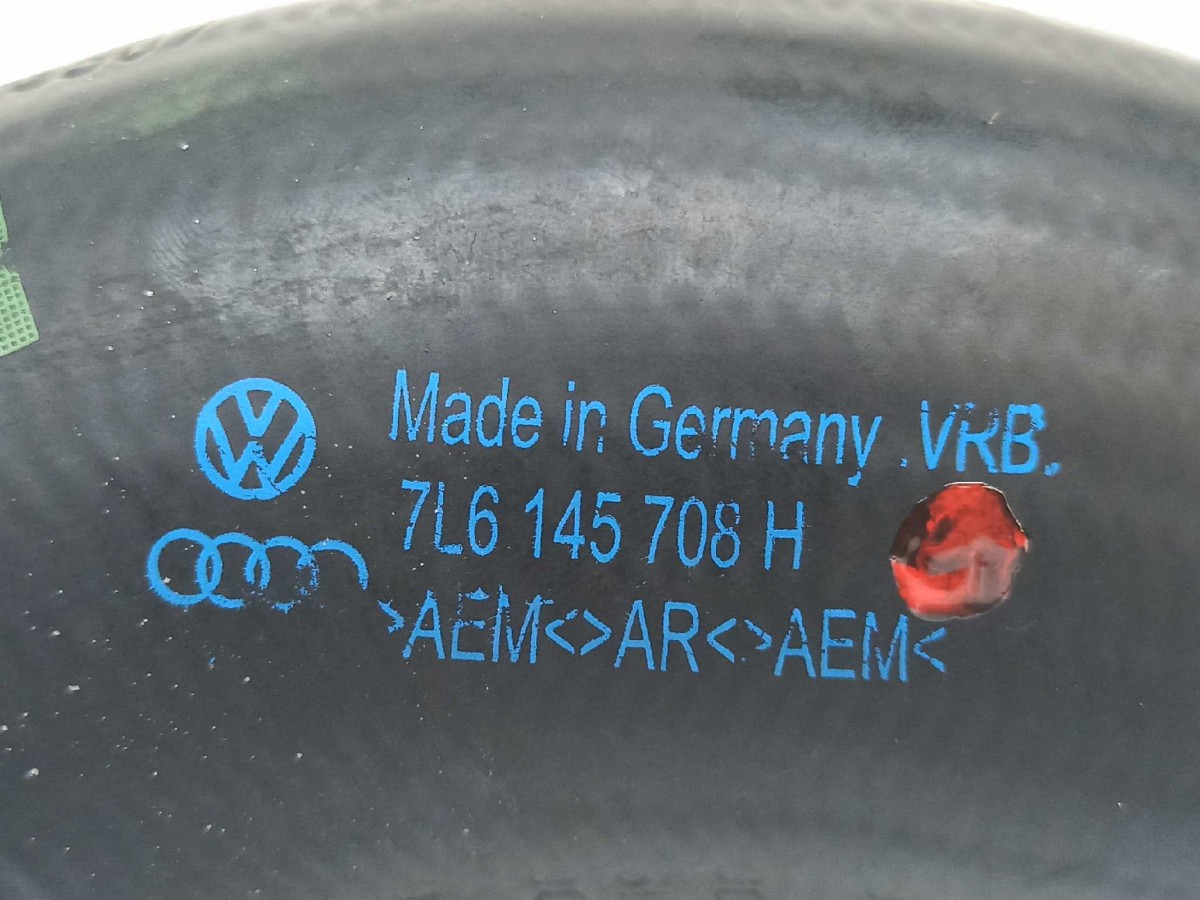 Made in Germany .VRB.
7L6 145 708 H
>AEM<>AR<>AEM<